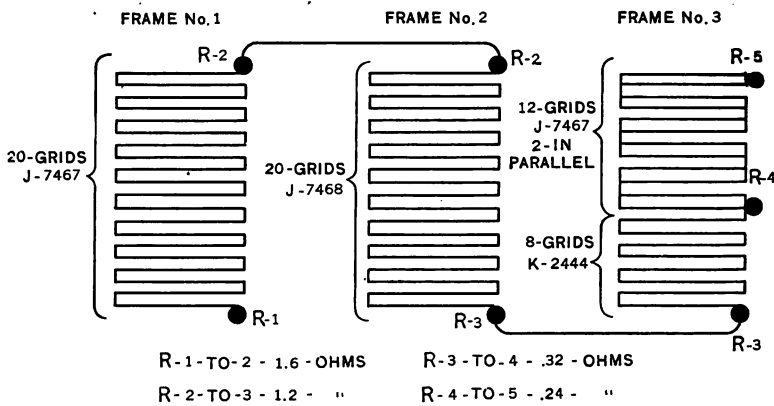 FRAME No.1
FRAME No.2
FRAME No.3
R-2
R-2
R-5
20-GRIDS
J-7467
20-GRIDS
J-7468
12-GRIDS
J-7467
2-IN
PARALLEL
R-4
8-GRIDS
K-2444
R-1
R-3
R-3
R-1-TO-2 - 1.6-OHMS
R-3-TO-4 - .32-OHMS
R-2-TO-3 - 1.2- "
R-4-TO-5 - .24- "